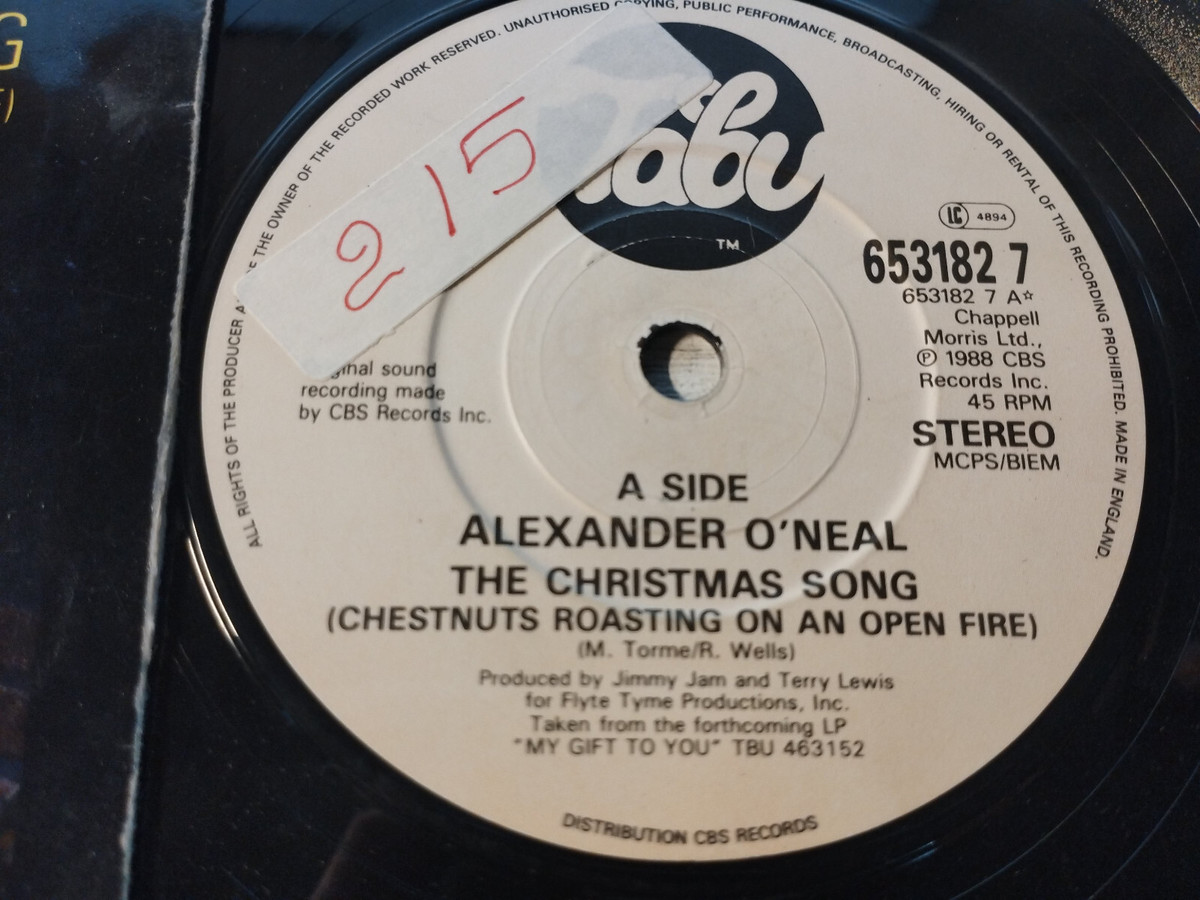 G
)
ALL RIGHTS OF THE PRODUCER
THE OWNER OF THE RECORDED WORK RESERVED. UNAUTHORISED COPYING, PUBLIC PERFORMANCE, BROADCASTING, HIRING OR RENTAL OF THIS RECORDING PROHIBITED. MADE IN ENGLAND.
215
tabu
TM
LC 4894
653182 7
653182 7 A☆
Chappell
Morris Ltd.,
℗ 1988 CBS
Records Inc.
45 RPM
STEREO
MCPS/BIEM
sound
recording made
by CBS Records Inc.
A SIDE
ALEXANDER O'NEAL
THE CHRISTMAS SONG
(CHESTNUTS ROASTING ON AN OPEN FIRE)
(M. Torme/R. Wells)
Produced by Jimmy Jam and Terry Lewis
for Flyte Tyme Productions, Inc.
Taken from the forthcoming LP
"MY GIFT TO YOU" TBU 463152
DISTRIBUTION CBS RECORDS